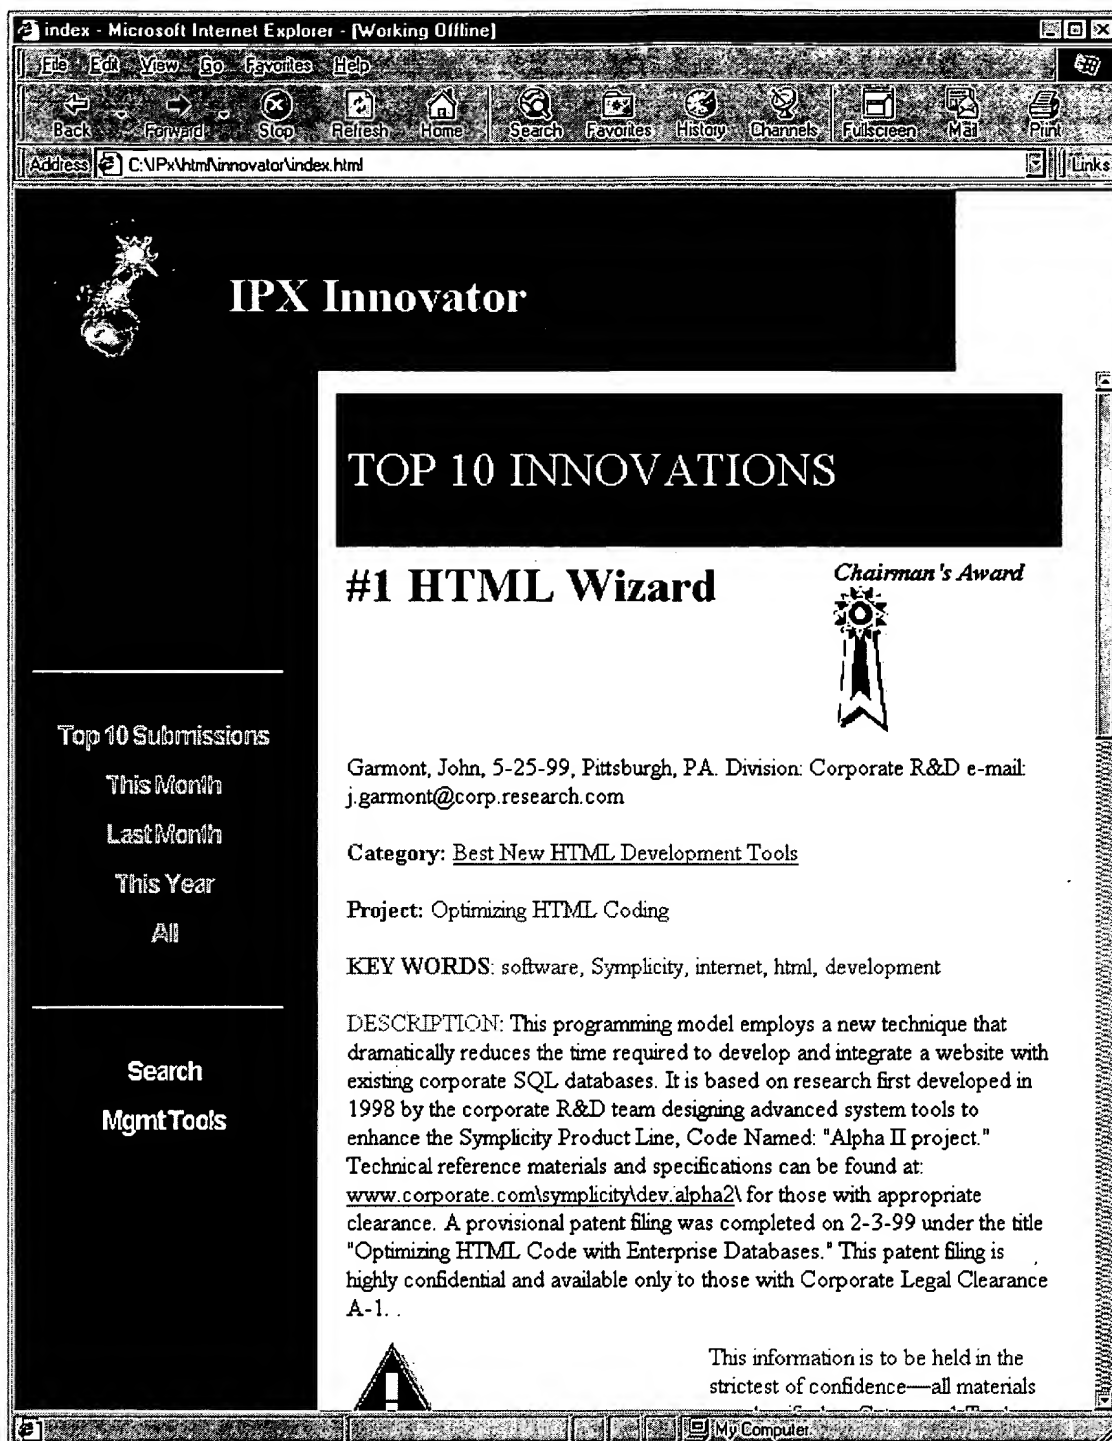 index - Microsoft Internet Explorer - [Working Offline]
File Edit View Go Favorites Help
Back Forward Stop Refresh Home Search Favorites History Channels Fullscreen Mail Print
Address C:\IPx\html\innovator\index.html Links
IPX Innovator
TOP 10 INNOVATIONS
#1 HTML Wizard
Chairman's Award
Top 10 Submissions
This Month
Last Month
This Year
All
Search
Mgmt Tools
Garmont, John, 5-25-99, Pittsburgh, PA. Division: Corporate R&D e-mail:
j.garmont@corp.research.com
Category: Best New HTML Development Tools
Project: Optimizing HTML Coding
KEY WORDS: software, Symplicity, internet, html, development
DESCRIPTION: This programming model employs a new technique that
dramatically reduces the time required to develop and integrate a website with
existing corporate SQL databases. It is based on research first developed in
1998 by the corporate R&D team designing advanced system tools to
enhance the Symplicity Product Line, Code Named: "Alpha II project."
Technical reference materials and specifications can be found at:
www.corporate.com\symplicity\dev.alpha2\ for those with appropriate
clearance. A provisional patent filing was completed on 2-3-99 under the title
"Optimizing HTML Code with Enterprise Databases." This patent filing is
highly confidential and available only to those with Corporate Legal Clearance
A-1. .
This information is to be held in the
strictest of confidence—all materials
My Computer